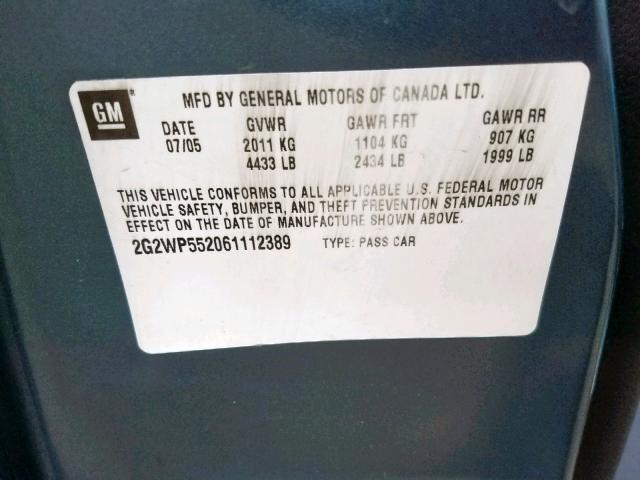 GM
MFD BY GENERAL MOTORS OF CANADA LTD.
DATE GVWR GAWR FRT GAWR RR
07/05 2011 KG 1104 KG 907 KG
4433 LB 2434 LB 1999 LB
THIS VEHICLE CONFORMS TO ALL APPLICABLE U.S. FEDERAL MOTOR
VEHICLE SAFETY, BUMPER, AND THEFT PREVENTION STANDARDS IN
EFFECT ON THE DATE OF MANUFACTURE SHOWN ABOVE.
2G2WP552061112389 TYPE: PASS CAR